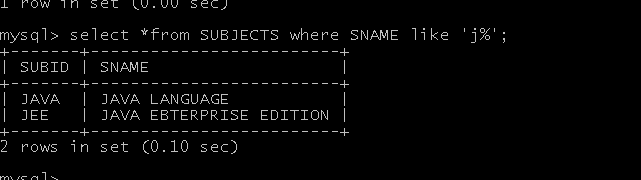 1 row in set (0.00 sec)
mysql> select *from SUBJECTS where SNAME like 'j%';
+-------+-------------------------+
| SUBID | SNAME                   |
+-------+-------------------------+
| JAVA  | JAVA LANGUAGE           |
| JEE   | JAVA EBTERPRISE EDITION |
+-------+-------------------------+
2 rows in set (0.10 sec)
mysql>